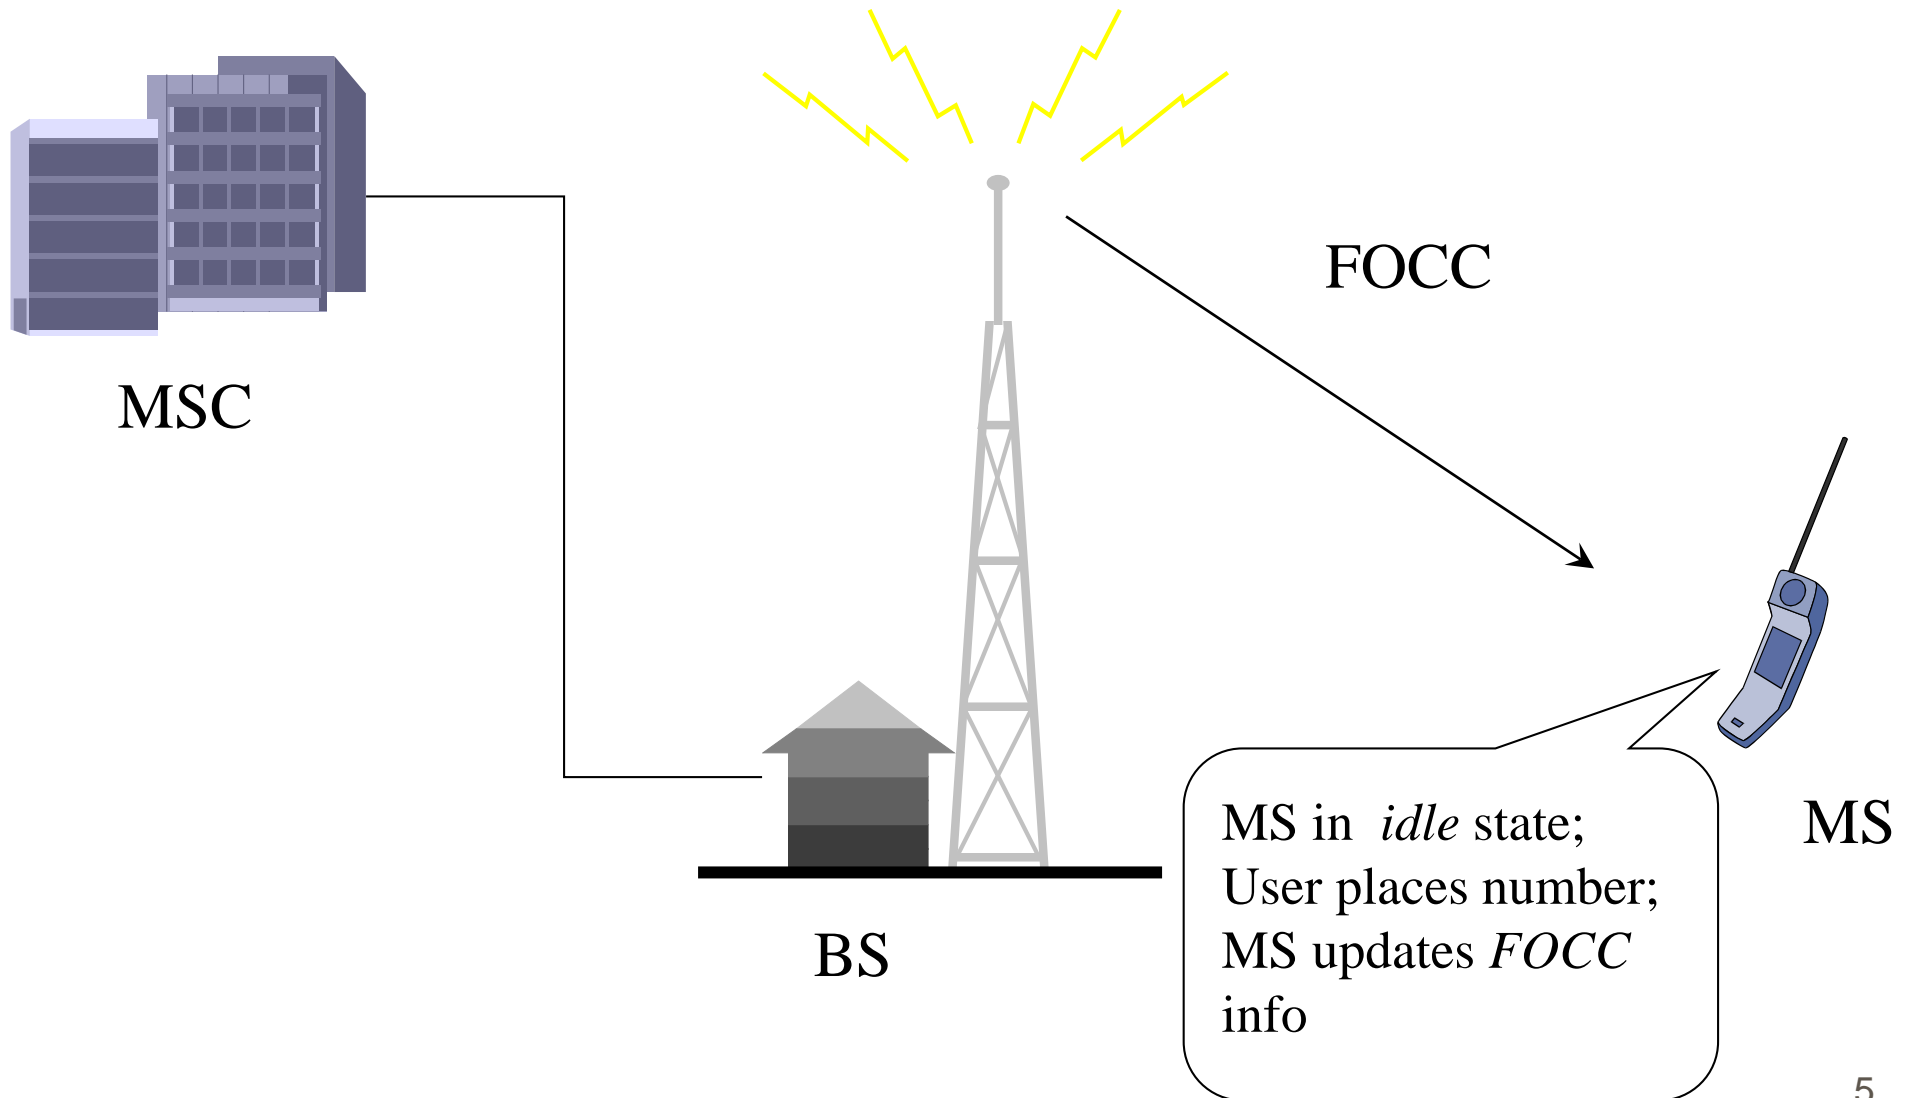 FOCC
MSC
MS
MS in idle state;
User places number;
MS updates FOCC
info
BS
5